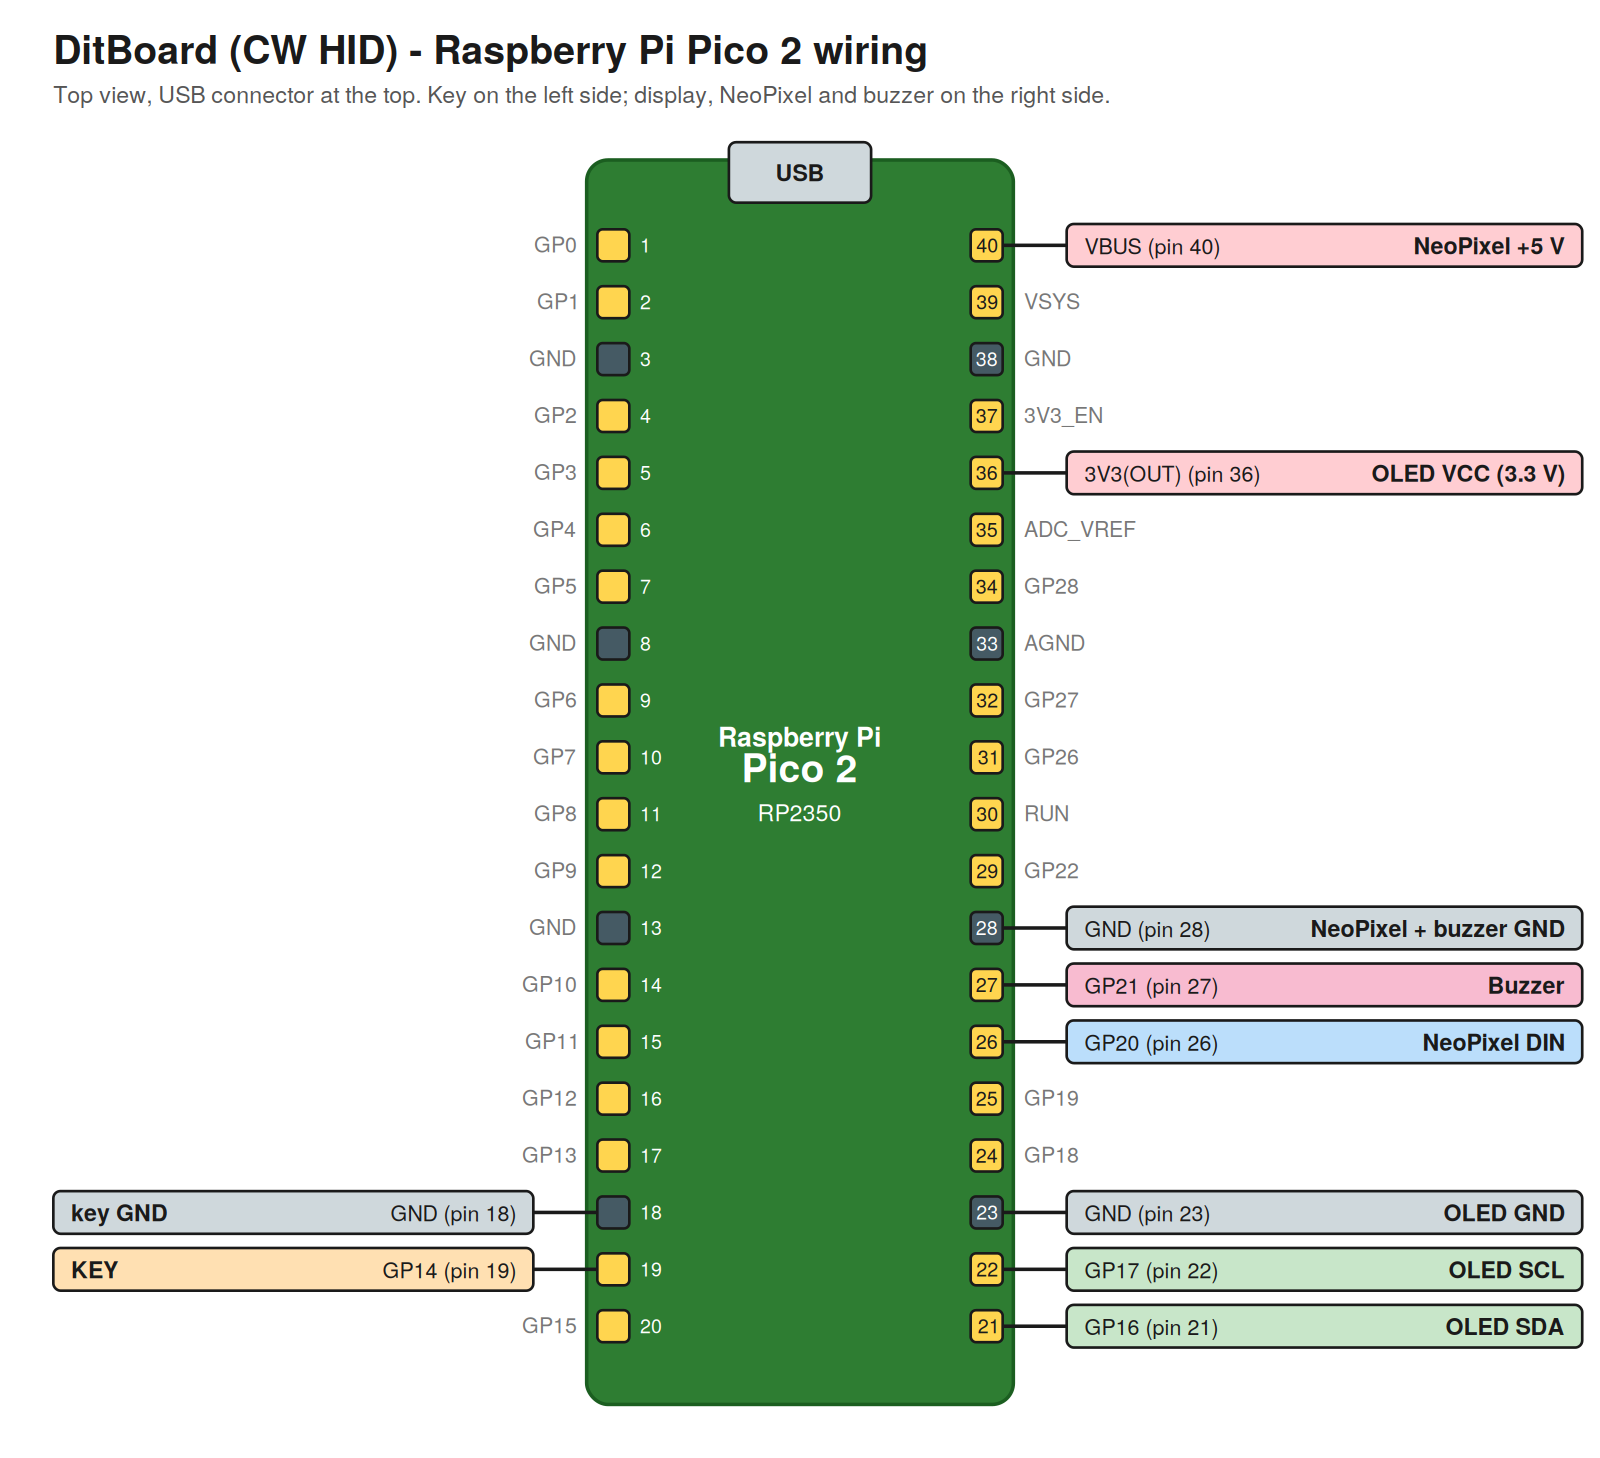 DitBoard (CW HID) - Raspberry Pi Pico 2 wiring
Top view, USB connector at the top. Key on the left side; display, NeoPixel and buzzer on the right side.
USB
GP0 1 40 VBUS (pin 40) NeoPixel +5 V
GP1 2 39 VSYS
GND 3 38 GND
GP2 4 37 3V3_EN
GP3 5 36 3V3(OUT) (pin 36) OLED VCC (3.3 V)
GP4 6 35 ADC_VREF
GP5 7 34 GP28
GND 8 33 AGND
GP6 9 32 GP27
Raspberry Pi
GP7 10 Pico 2 31 GP26
GP8 11 RP2350 30 RUN
GP9 12 29 GP22
GND 13 28 GND (pin 28) NeoPixel + buzzer GND
GP10 14 27 GP21 (pin 27) Buzzer
GP11 15 26 GP20 (pin 26) NeoPixel DIN
GP12 16 25 GP19
GP13 17 24 GP18
key GND GND (pin 18) 18 23 GND (pin 23) OLED GND
KEY GP14 (pin 19) 19 22 GP17 (pin 22) OLED SCL
GP15 20 21 GP16 (pin 21) OLED SDA